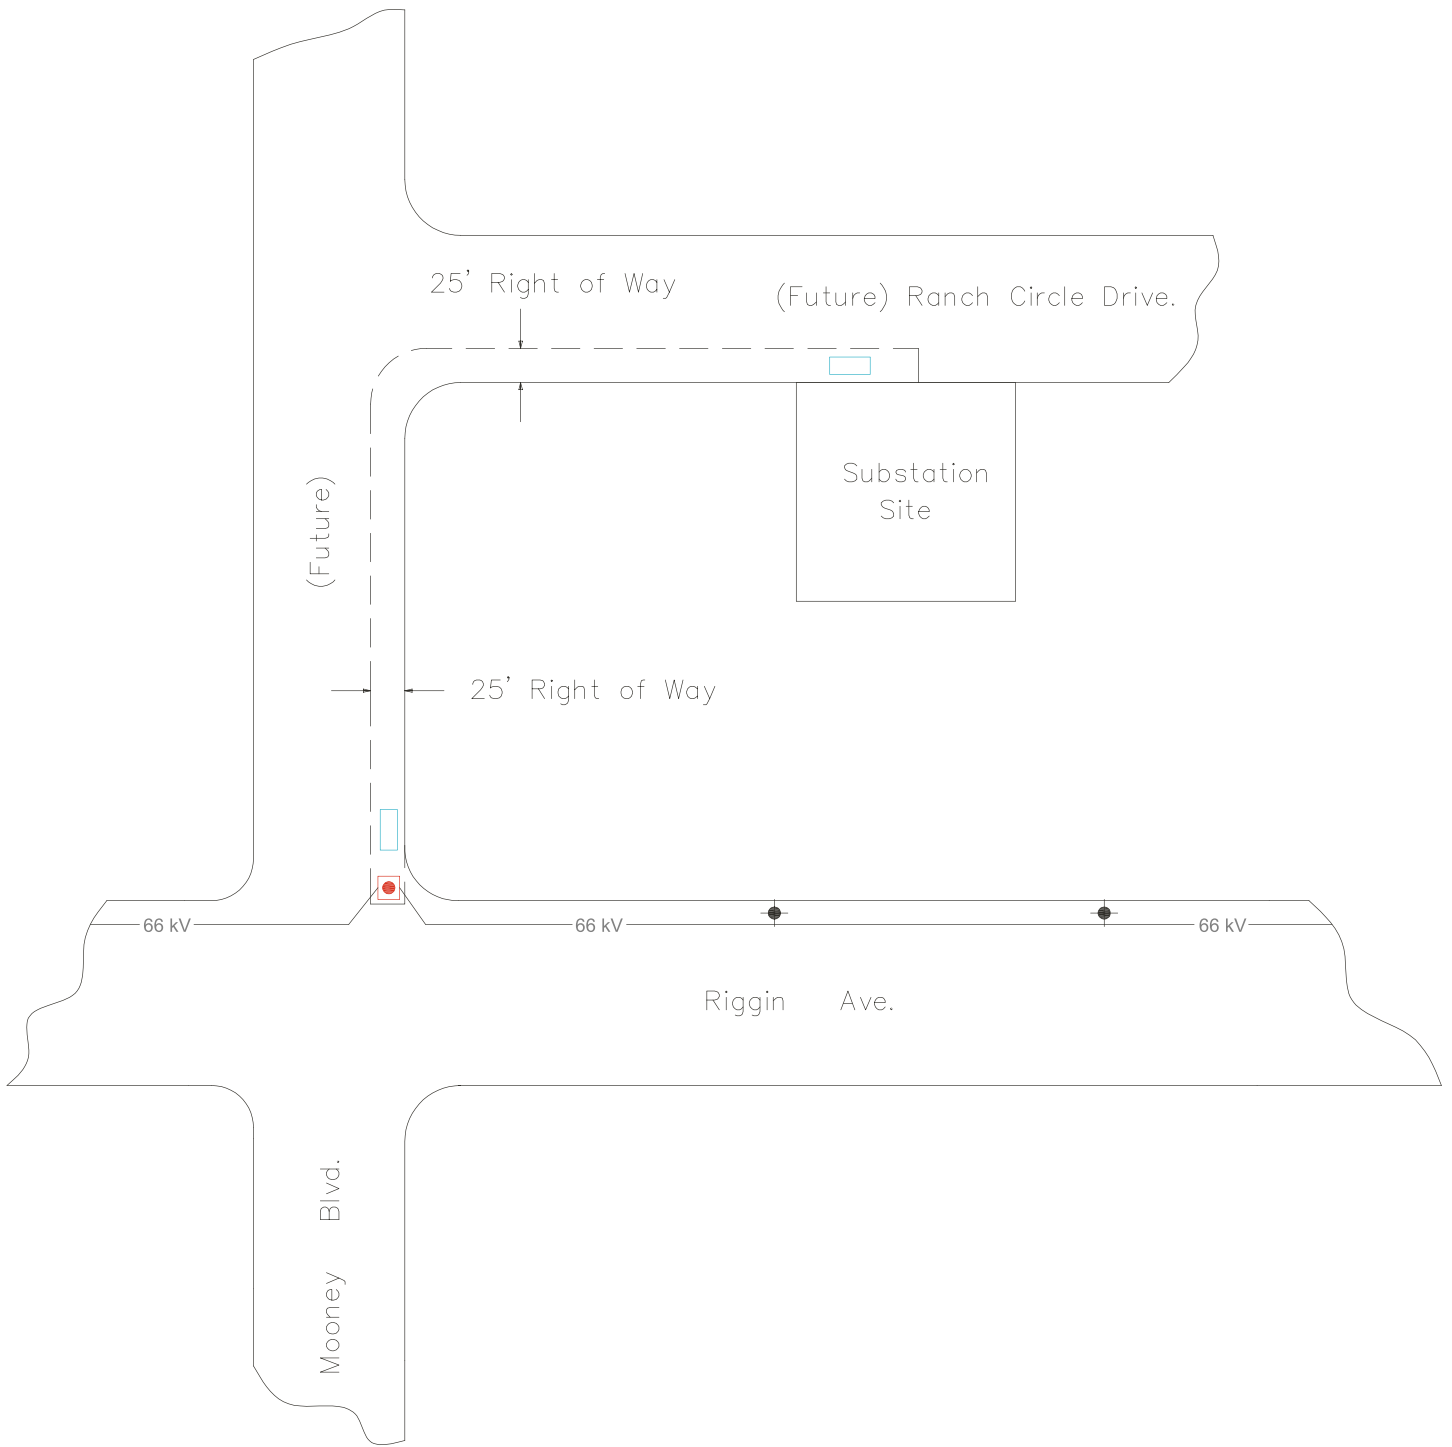 25' Right of Way
(Future) Ranch Circle Drive.
Substation
Site
(Future)
25' Right of Way
66 kV
66 kV
66 kV
Riggin Ave.
Mooney Blvd.